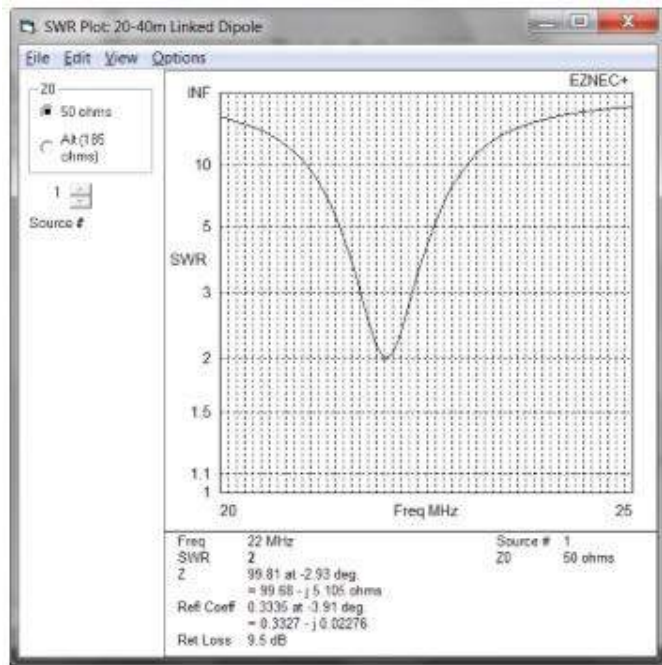 SWR Plot: 20-40m Linked Dipole
File Edit View Options
Z0
50 ohms
Alt (185
ohms)
1
Source #
EZNEC+
INF
10
5
SWR
3
2
1.5
1.1
1
20 Freq MHz 25
Freq 22 MHz Source # 1
SWR 2 Z0 50 ohms
Z 99.81 at -2.93 deg.
= 99.68 - j 5.105 ohms
Refl Coeff 0.3335 at -3.91 deg.
= 0.3327 - j 0.02276
Ret Loss 9.5 dB